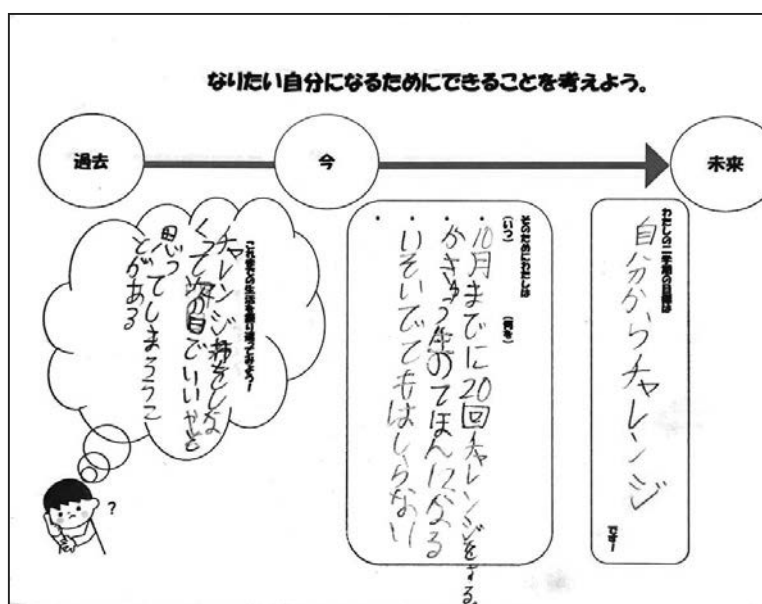 なりたい自分になるためにできることを考えよう。
過去
今
未来
わたしの二学期の目標は
自分からチャレンジ
です！
そのためにわたしは
(いつ)
(何を)
・10月までに20回チャレンジをする。
・かきゅう生のてほんになる
・いそいでてもはしらない
・
これまでの生活を振り返ってみよう！
チャレンジ
くって次の日でいいやと
思ってしまうこ
とがある
?